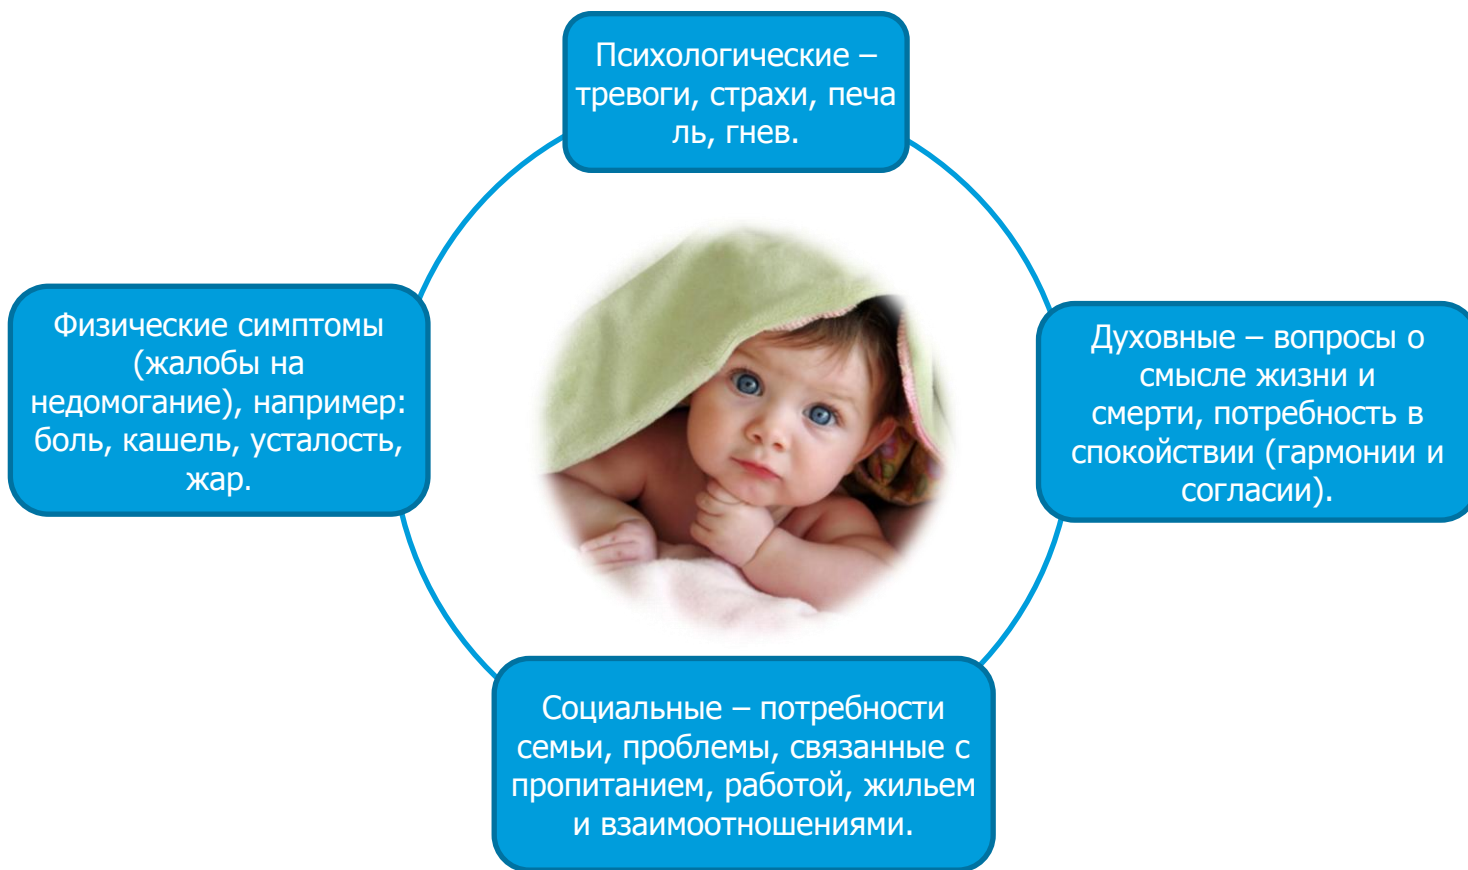 Психологические –
тревоги, страхи, печа
ль, гнев.
Физические симптомы
(жалобы на
недомогание), например:
боль, кашель, усталость,
жар.
Духовные – вопросы о
смысле жизни и
смерти, потребность в
спокойствии (гармонии и
согласии).
Социальные – потребности
семьи, проблемы, связанные с
пропитанием, работой, жильем
и взаимоотношениями.